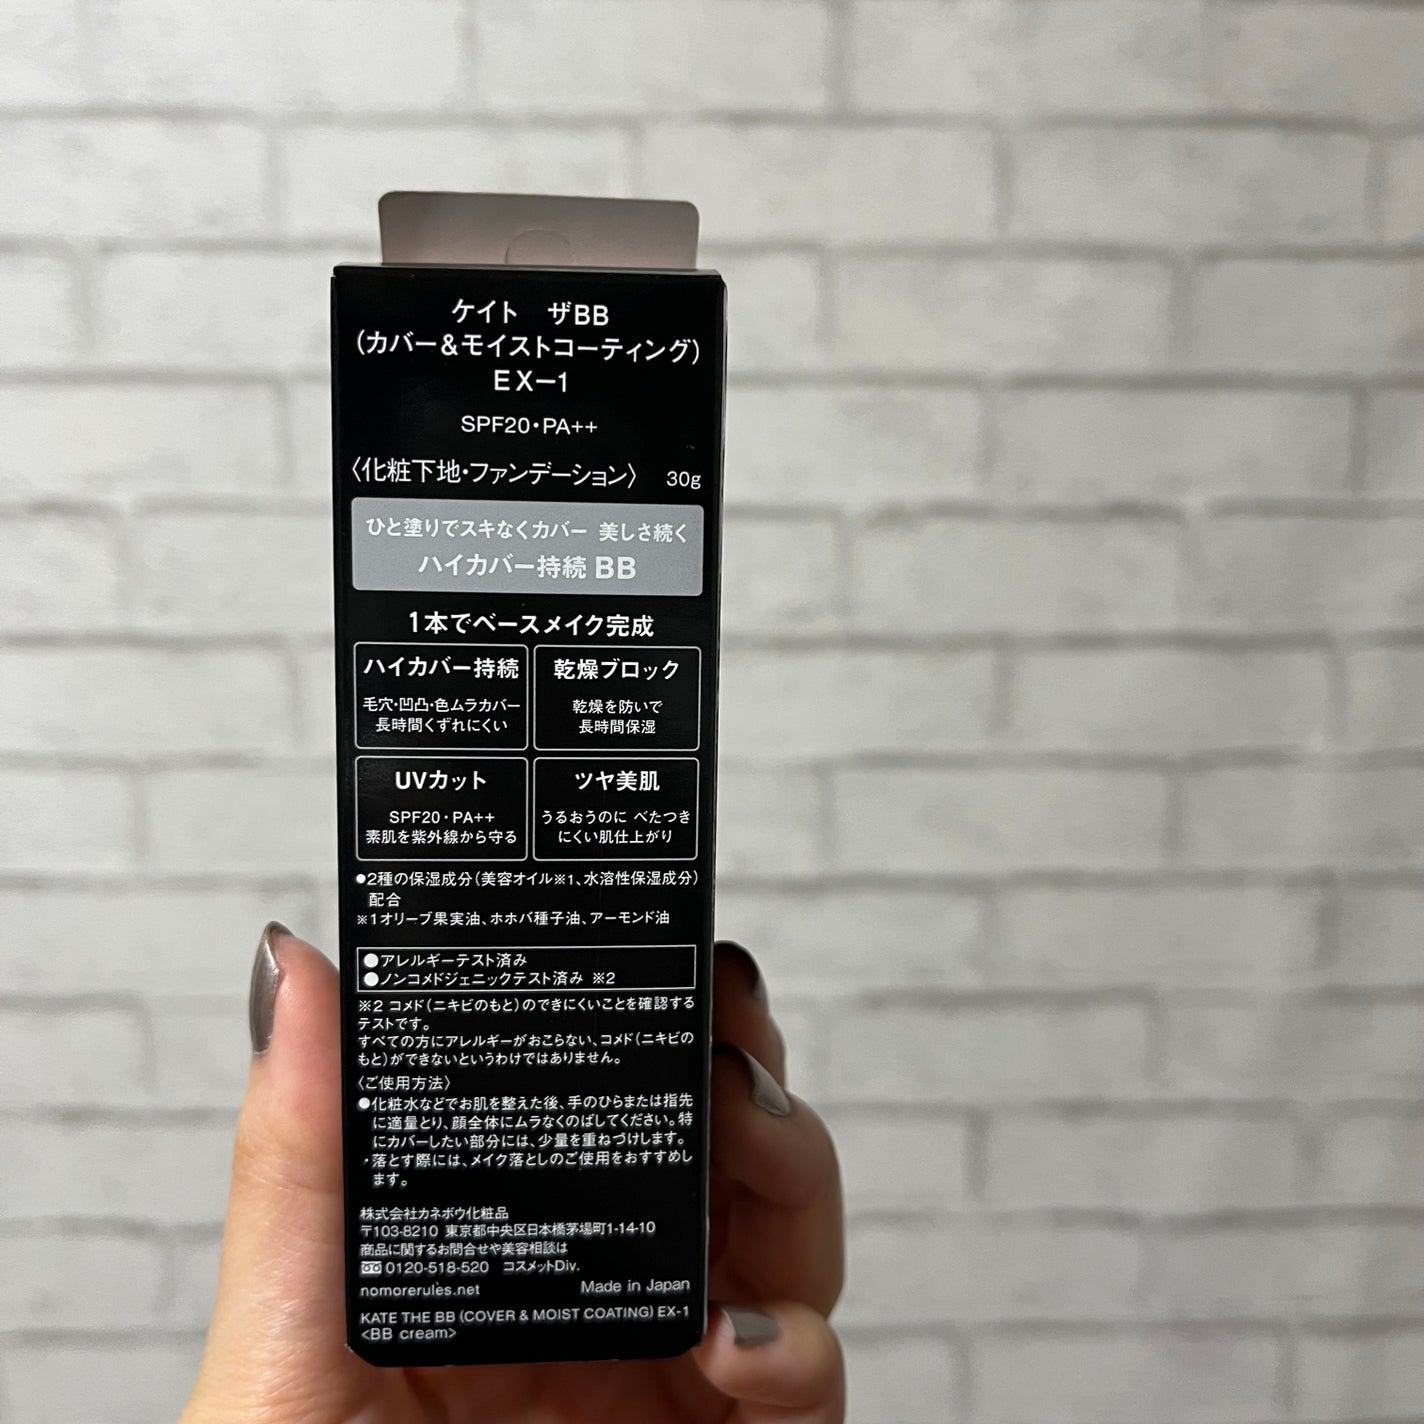 ケイト　ザBB
(カバー＆モイストコーティング)
EX-1
SPF20・PA++
〈化粧下地・ファンデーション〉 30g
ひと塗りでスキなくカバー 美しさ続く
ハイカバー持続 BB
1本でベースメイク完成
ハイカバー持続
毛穴・凹凸・色ムラカバー
長時間くずれにくい
乾燥ブロック
乾燥を防いで
長時間保湿
UVカット
SPF20・PA++
素肌を紫外線から守る
ツヤ美肌
うるおうのに べたつき
にくい肌仕上がり
●2種の保湿成分(美容オイル※1、水溶性保湿成分)
配合
※1オリーブ果実油、ホホバ種子油、アーモンド油
●アレルギーテスト済み
●ノンコメドジェニックテスト済み ※2
※2 コメド(ニキビのもと)のできにくいことを確認する
テストです。
すべての方にアレルギーがおこらない、コメド(ニキビの
もと)ができないというわけではありません。
〈ご使用方法〉
●化粧水などでお肌を整えた後、手のひらまたは指先
に適量とり、顔全体にムラなくのばしてください。特
にカバーしたい部分には、少量を重ねづけします。
・落とす際には、メイク落としのご使用をおすすめし
ます。
株式会社カネボウ化粧品
〒103-8210 東京都中央区日本橋茅場町1-14-10
商品に関するお問合せや美容相談は
0120-518-520 コスメットDiv.
nomorerules.net Made in Japan
KATE THE BB (COVER & MOIST COATING) EX-1
<BB cream>